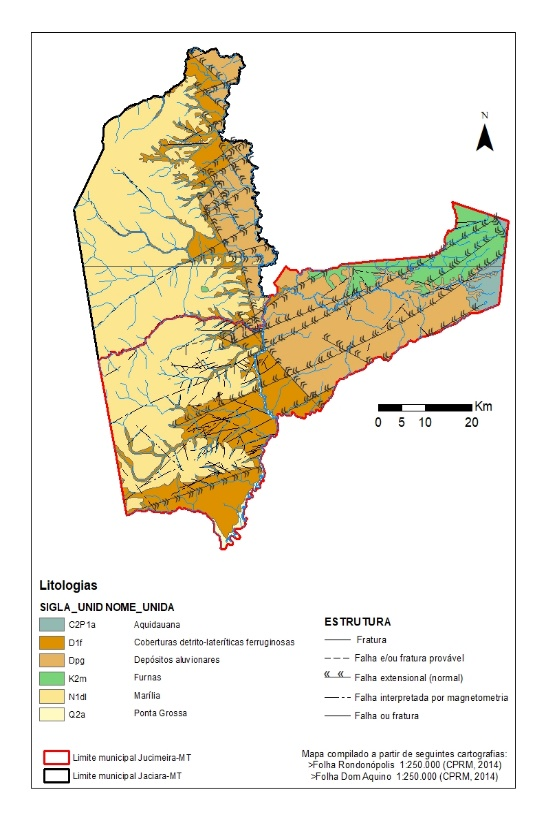 N
Km
0 5 10 20
Litologias
SIGLA_UNID NOME_UNIDA
C2P1a Aquidauana
D1f Coberturas detrito-lateríticas ferruginosas
Dpg Depósitos aluvionares
K2m Furnas
N1dl Marília
Q2a Ponta Grossa
ESTRUTURA
Fratura
Falha e/ou fratura provável
Falha extensional (normal)
Falha interpretada por magnetometria
Falha ou fratura
Limite municipal Jucimeira-MT
Limite municipal Jaciara-MT
Mapa compilado a partir de seguintes cartografias:
>Folha Rondonópolis 1:250.000 (CPRM, 2014)
>Folha Dom Aquino 1:250.000 (CPRM, 2014)